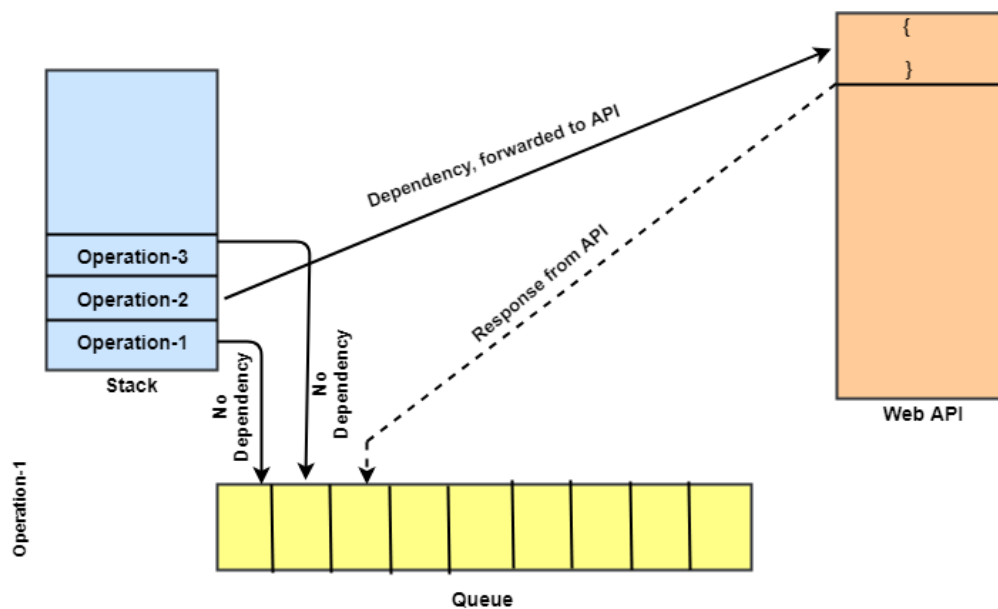 {
}
Dependency, forwarded to API
Operation-3
Operation-2
Operation-1
Stack
Response from API
No
Dependency
No
Dependency
Web API
Operation-1
Queue